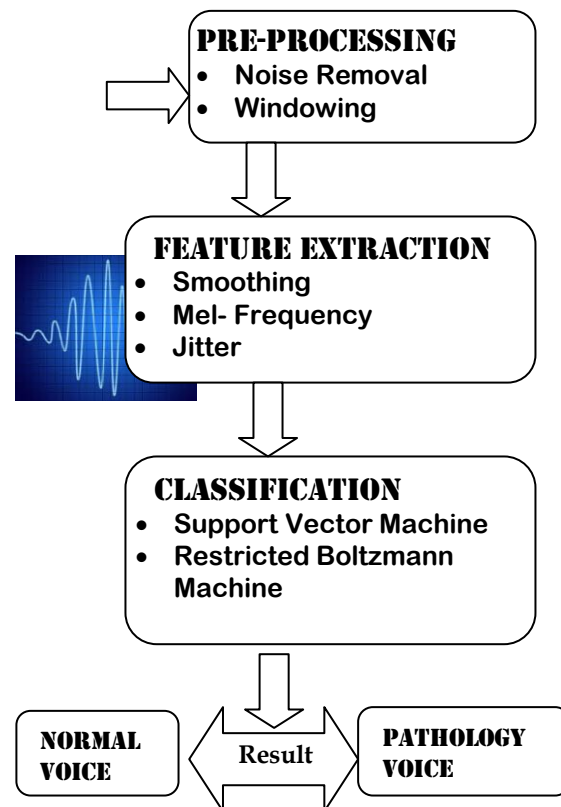 PRE-PROCESSING
• Noise Removal
• Windowing
FEATURE EXTRACTION
• Smoothing
• Mel- Frequency
• Jitter
CLASSIFICATION
• Support Vector Machine
• Restricted Boltzmann
Machine
NORMAL
VOICE
Result
PATHOLOGY
VOICE